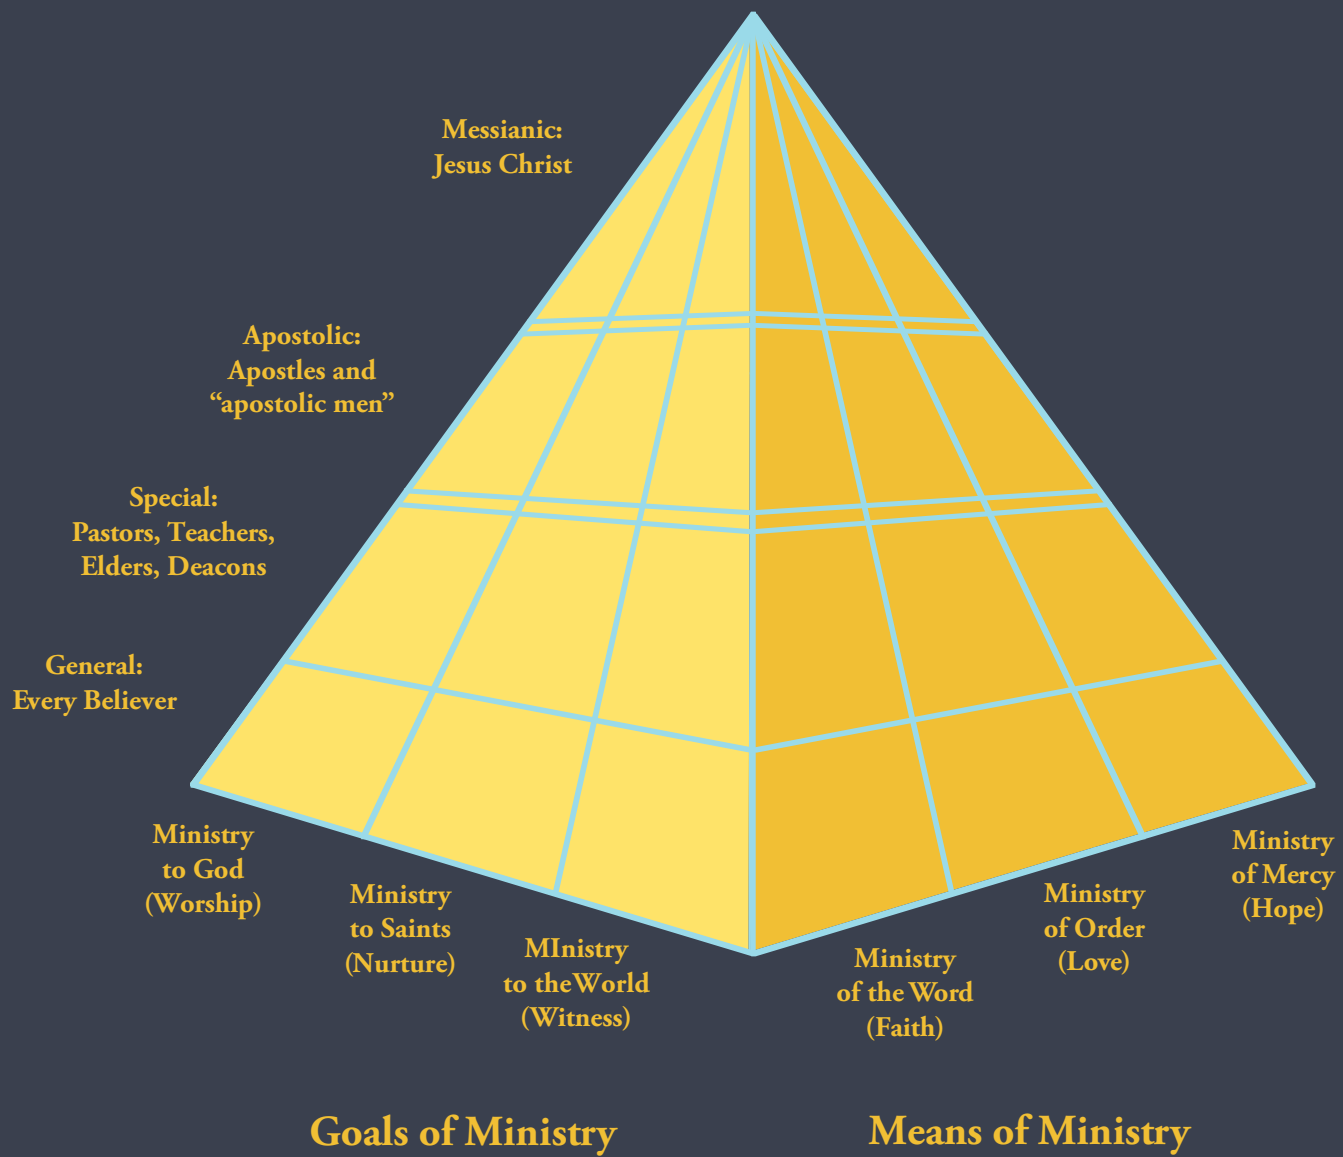 Messianic:
Jesus Christ
Apostolic:
Apostles and
“apostolic men”
Special:
Pastors, Teachers,
Elders, Deacons
General:
Every Believer
Ministry
to God
(Worship)
Ministry
to Saints
(Nurture)
MInistry
to the World
(Witness)
Ministry
of the Word
(Faith)
Ministry
of Order
(Love)
Ministry
of Mercy
(Hope)
Goals of Ministry
Means of Ministry